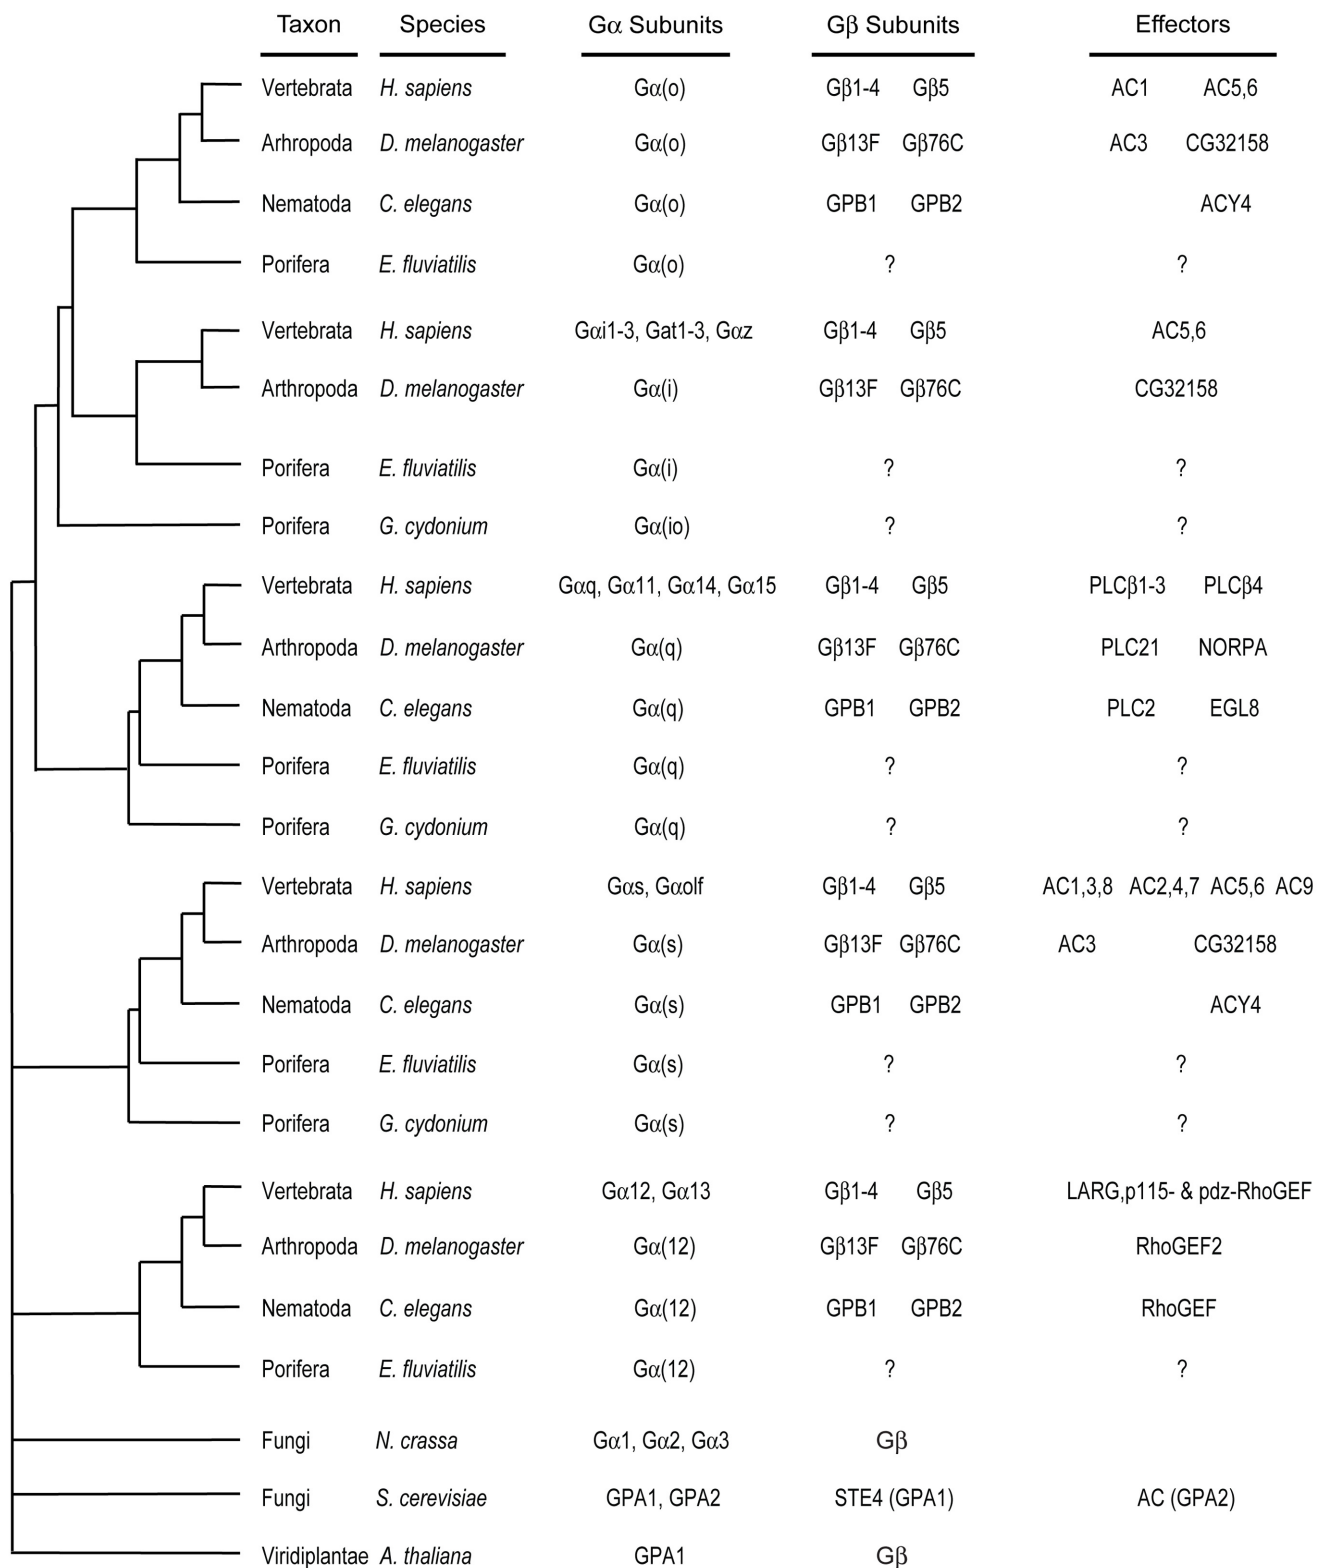 Taxon Species Gα Subunits Gβ Subunits Effectors
Vertebrata H. sapiens Gα(o) Gβ1-4 Gβ5 AC1 AC5,6
Arhropoda D. melanogaster Gα(o) Gβ13F Gβ76C AC3 CG32158
Nematoda C. elegans Gα(o) GPB1 GPB2 ACY4
Porifera E. fluviatilis Gα(o) ? ?
Vertebrata H. sapiens Gαi1-3, Gat1-3, Gαz Gβ1-4 Gβ5 AC5,6
Arthropoda D. melanogaster Gα(i) Gβ13F Gβ76C CG32158
Porifera E. fluviatilis Gα(i) ? ?
Porifera G. cydonium Gα(io) ? ?
Vertebrata H. sapiens Gαq, Gα11, Gα14, Gα15 Gβ1-4 Gβ5 PLCβ1-3 PLCβ4
Arthropoda D. melanogaster Gα(q) Gβ13F Gβ76C PLC21 NORPA
Nematoda C. elegans Gα(q) GPB1 GPB2 PLC2 EGL8
Porifera E. fluviatilis Gα(q) ? ?
Porifera G. cydonium Gα(q) ? ?
Vertebrata H. sapiens Gαs, Gαolf Gβ1-4 Gβ5 AC1,3,8 AC2,4,7 AC5,6 AC9
Arthropoda D. melanogaster Gα(s) Gβ13F Gβ76C AC3 CG32158
Nematoda C. elegans Gα(s) GPB1 GPB2 ACY4
Porifera E. fluviatilis Gα(s) ? ?
Porifera G. cydonium Gα(s) ? ?
Vertebrata H. sapiens Gα12, Gα13 Gβ1-4 Gβ5 LARG,p115- & pdz-RhoGEF
Arthropoda D. melanogaster Gα(12) Gβ13F Gβ76C RhoGEF2
Nematoda C. elegans Gα(12) GPB1 GPB2 RhoGEF
Porifera E. fluviatilis Gα(12) ? ?
Fungi N. crassa Gα1, Gα2, Gα3 Gβ
Fungi S. cerevisiae GPA1, GPA2 STE4 (GPA1) AC (GPA2)
Viridiplantae A. thaliana GPA1 Gβ